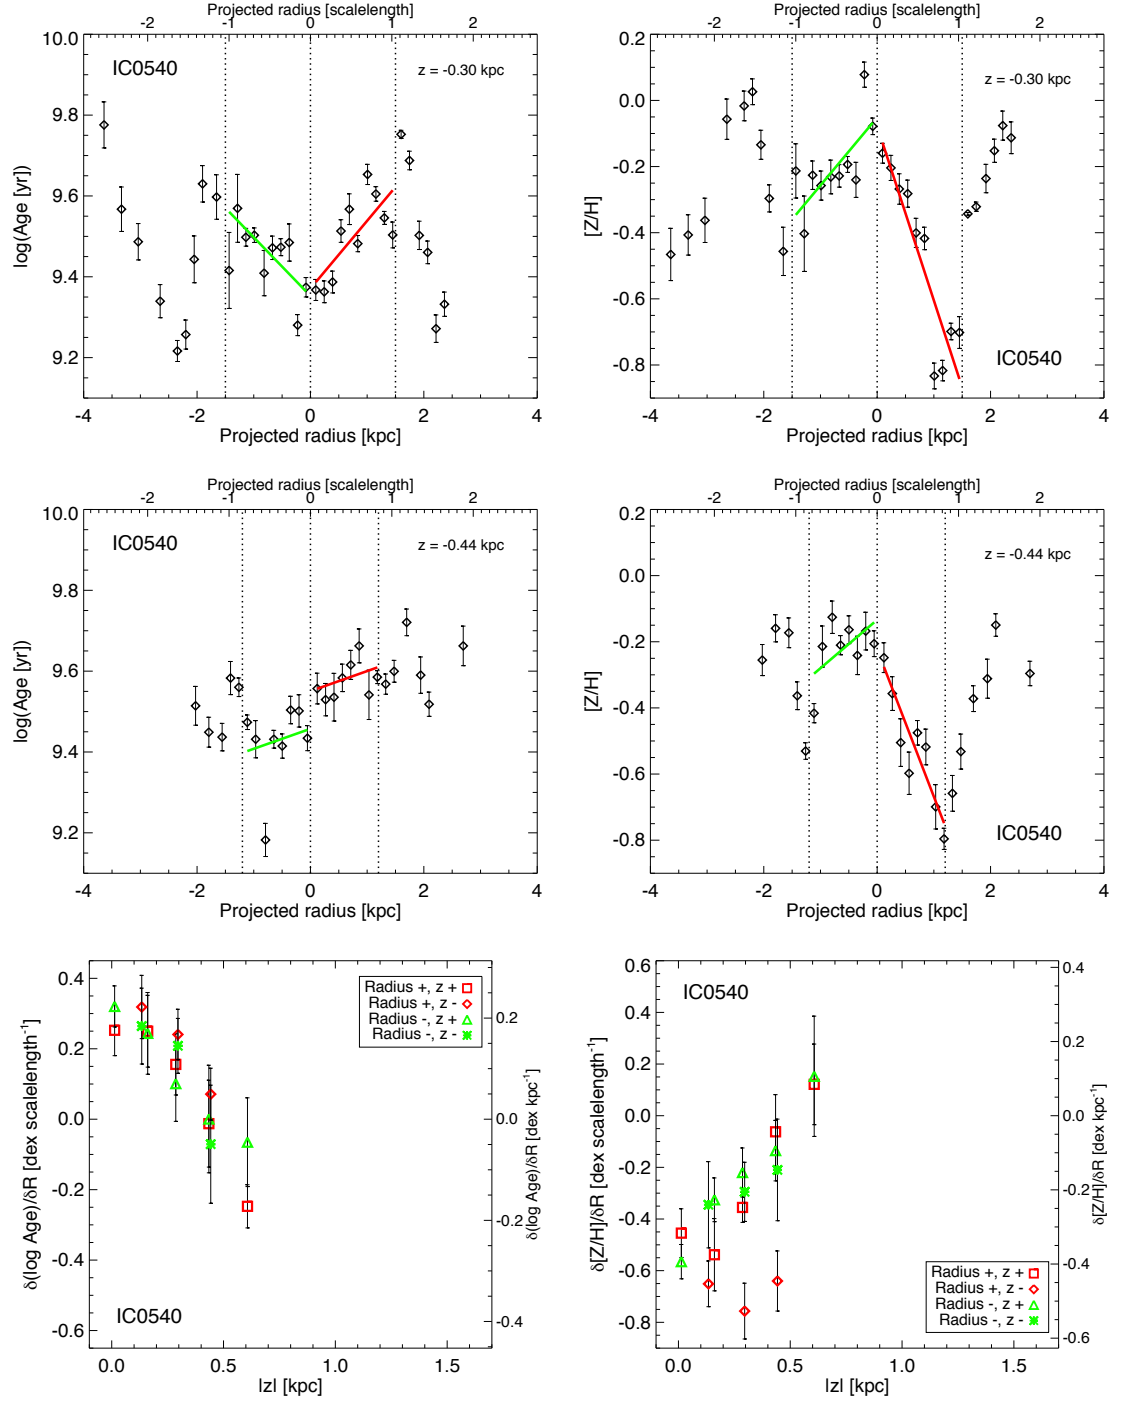 Projected radius [scalelength]
-2 -1 0 1 2
10.0
9.8
9.6
9.4
9.2
log(Age [yr])
IC0540
z = -0.30 kpc
-4 -2 0 2 4
Projected radius [kpc]
Projected radius [scalelength]
-2 -1 0 1 2
0.2
0.0
-0.2
-0.4
-0.6
-0.8
[Z/H]
z = -0.30 kpc
IC0540
-4 -2 0 2 4
Projected radius [kpc]
Projected radius [scalelength]
-2 -1 0 1 2
10.0
9.8
9.6
9.4
9.2
log(Age [yr])
IC0540
z = -0.44 kpc
-4 -2 0 2 4
Projected radius [kpc]
Projected radius [scalelength]
-2 -1 0 1 2
0.2
0.0
-0.2
-0.4
-0.6
-0.8
[Z/H]
z = -0.44 kpc
IC0540
-4 -2 0 2 4
Projected radius [kpc]
0.4
0.2
0.0
-0.2
-0.4
-0.6
δ(log Age)/δR [dex scalelength⁻¹]
Radius +, z +
Radius +, z -
Radius -, z +
Radius -, z -
IC0540
0.2
0.0
-0.2
-0.4
δ(log Age)/δR [dex kpc⁻¹]
0.0 0.5 1.0 1.5
|z| [kpc]
0.6
0.4
0.2
0.0
-0.2
-0.4
-0.6
-0.8
δ[Z/H]/δR [dex scalelength⁻¹]
IC0540
Radius +, z +
Radius +, z -
Radius -, z +
Radius -, z -
0.4
0.2
0.0
-0.2
-0.4
-0.6
δ[Z/H]/δR [dex kpc⁻¹]
0.0 0.5 1.0 1.5
|z| [kpc]